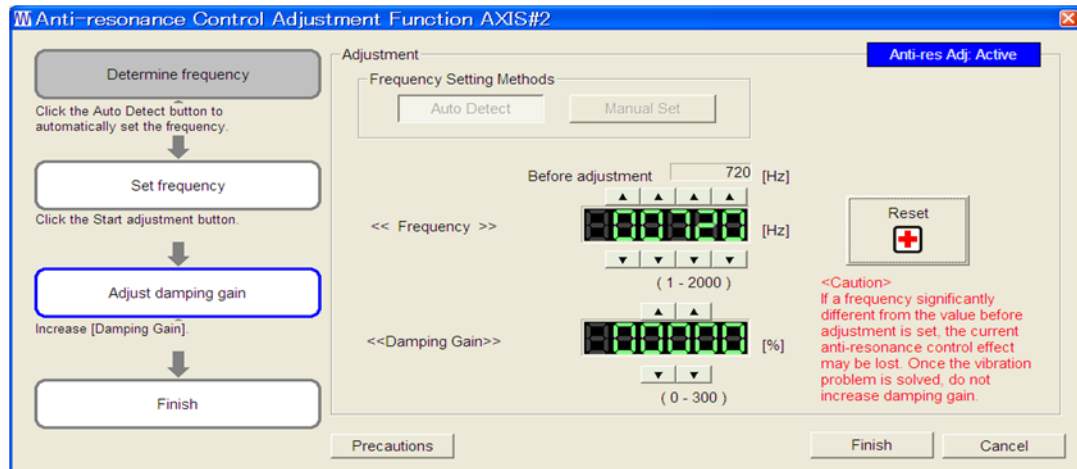 Anti-resonance Control Adjustment Function AXIS#2
Determine frequency
Click the Auto Detect button to
automatically set the frequency.
Set frequency
Click the Start adjustment button.
Adjust damping gain
Increase [Damping Gain].
Finish
Adjustment
Anti-res Adj: Active
Frequency Setting Methods
Auto Detect
Manual Set
Before adjustment 720 [Hz]
<< Frequency >> 00720 [Hz]
( 1 - 2000 )
<<Damping Gain>> 00000 [%]
( 0 - 300 )
Reset
<Caution>
If a frequency significantly
different from the value before
adjustment is set, the current
anti-resonance control effect
may be lost. Once the vibration
problem is solved, do not
increase damping gain.
Precautions
Finish
Cancel